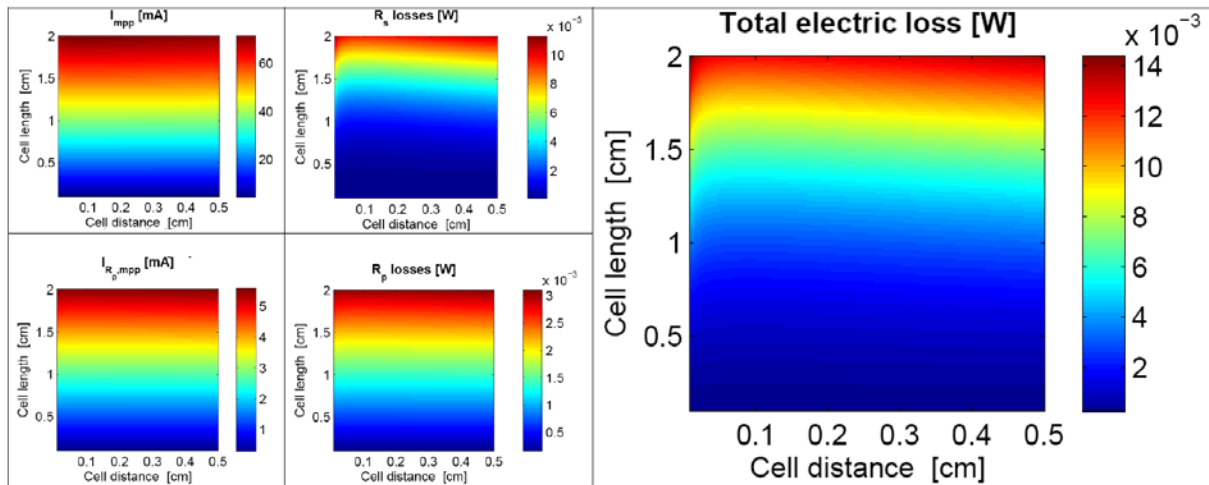 I_mpp [mA]
Cell length [cm]
2
1.5
1
0.5
0.1 0.2 0.3 0.4 0.5
Cell distance [cm]
60
40
20
R_s losses [W]
x 10^-3
Cell length [cm]
2
1.5
1
0.5
0.1 0.2 0.3 0.4 0.5
Cell distance [cm]
10
8
6
4
2
I_R_p,mpp [mA]
Cell length [cm]
2
1.5
1
0.5
0.1 0.2 0.3 0.4 0.5
Cell distance [cm]
5
4
3
2
1
R_p losses [W]
x 10^-3
Cell length [cm]
2
1.5
1
0.5
0.1 0.2 0.3 0.4 0.5
Cell distance [cm]
3
2.5
2
1.5
1
0.5
Total electric loss [W]
x 10^-3
Cell length [cm]
2
1.5
1
0.5
0.1 0.2 0.3 0.4 0.5
Cell distance [cm]
14
12
10
8
6
4
2